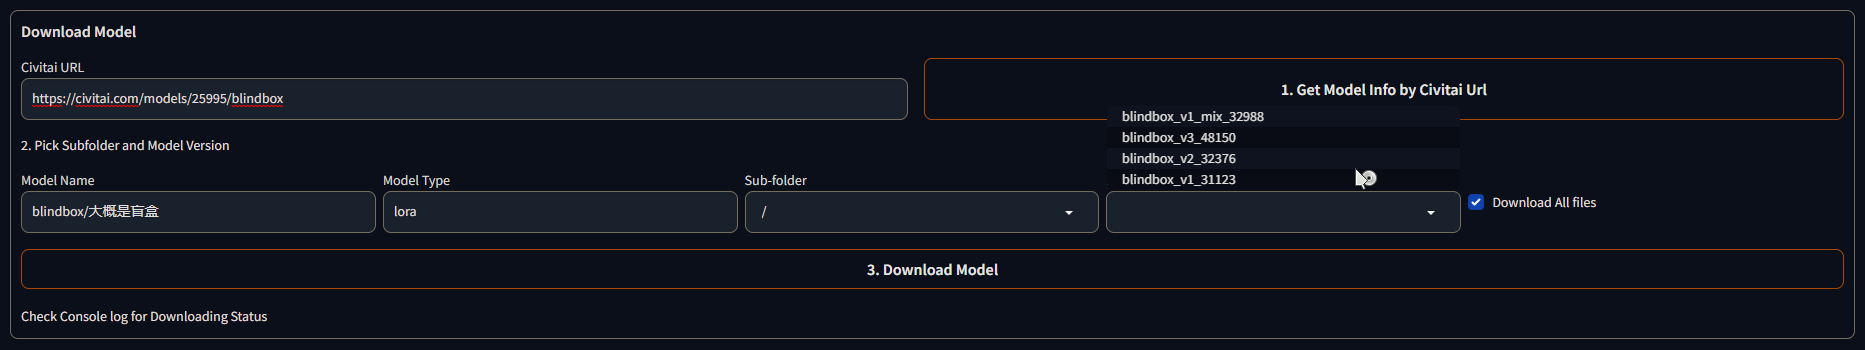 Download Model
Civitai URL
https://civitai.com/models/25995/blindbox
1. Get Model Info by Civitai Url
2. Pick Subfolder and Model Version
blindbox_v1_mix_32988
blindbox_v3_48150
blindbox_v2_32376
blindbox_v1_31123
Model Name
blindbox/大概是盲盒
Model Type
lora
Sub-folder
/
Download All files
3. Download Model
Check Console log for Downloading Status